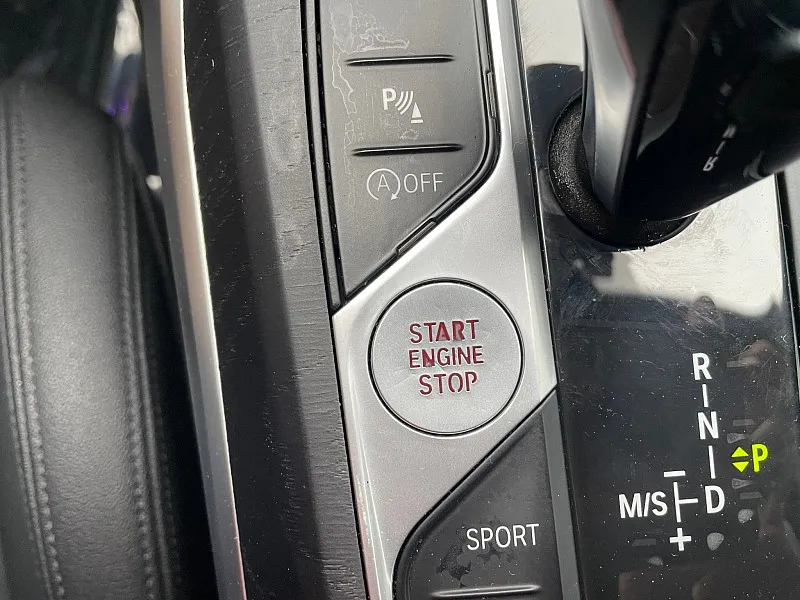 P
A OFF
START
ENGINE
STOP
SPORT
R
N
P
M/S
D
+